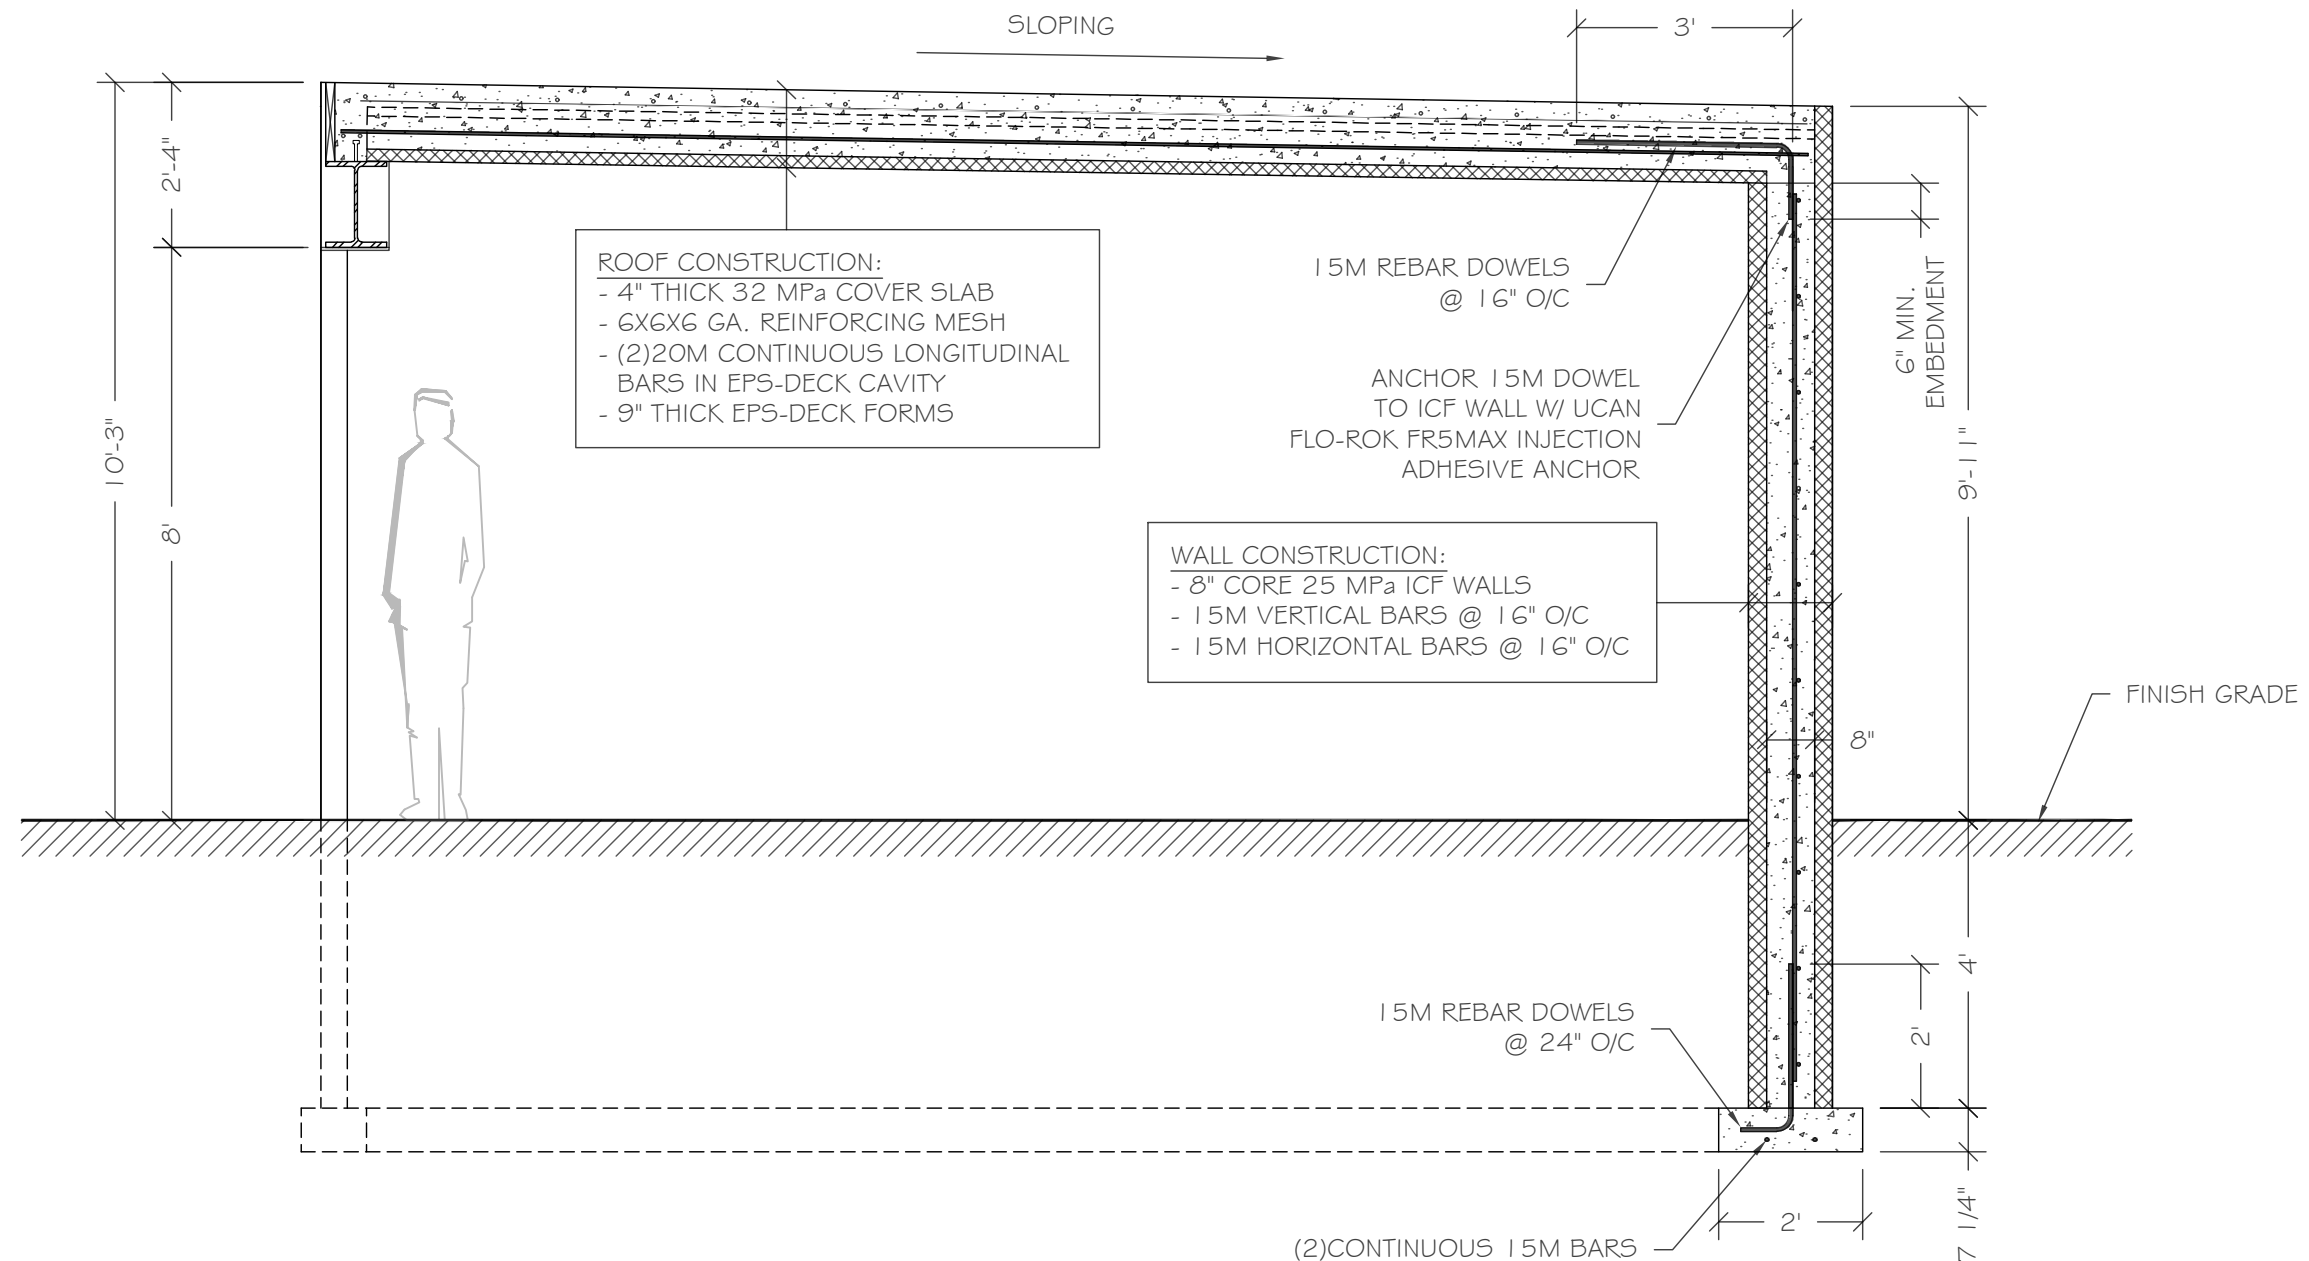 SLOPING
3'
2'-4"
10'-3"
8'
ROOF CONSTRUCTION:
- 4" THICK 32 MPa COVER SLAB
- 6X6X6 GA. REINFORCING MESH
- (2)20M CONTINUOUS LONGITUDINAL
BARS IN EPS-DECK CAVITY
- 9" THICK EPS-DECK FORMS
15M REBAR DOWELS
@ 16" O/C
ANCHOR 15M DOWEL
TO ICF WALL W/ UCAN
FLO-ROK FR5MAX INJECTION
ADHESIVE ANCHOR
6" MIN.
EMBEDMENT
9'-11"
WALL CONSTRUCTION:
- 8" CORE 25 MPa ICF WALLS
- 15M VERTICAL BARS @ 16" O/C
- 15M HORIZONTAL BARS @ 16" O/C
FINISH GRADE
8"
4'
2'
15M REBAR DOWELS
@ 24" O/C
2'
7 1/4"
(2)CONTINUOUS 15M BARS